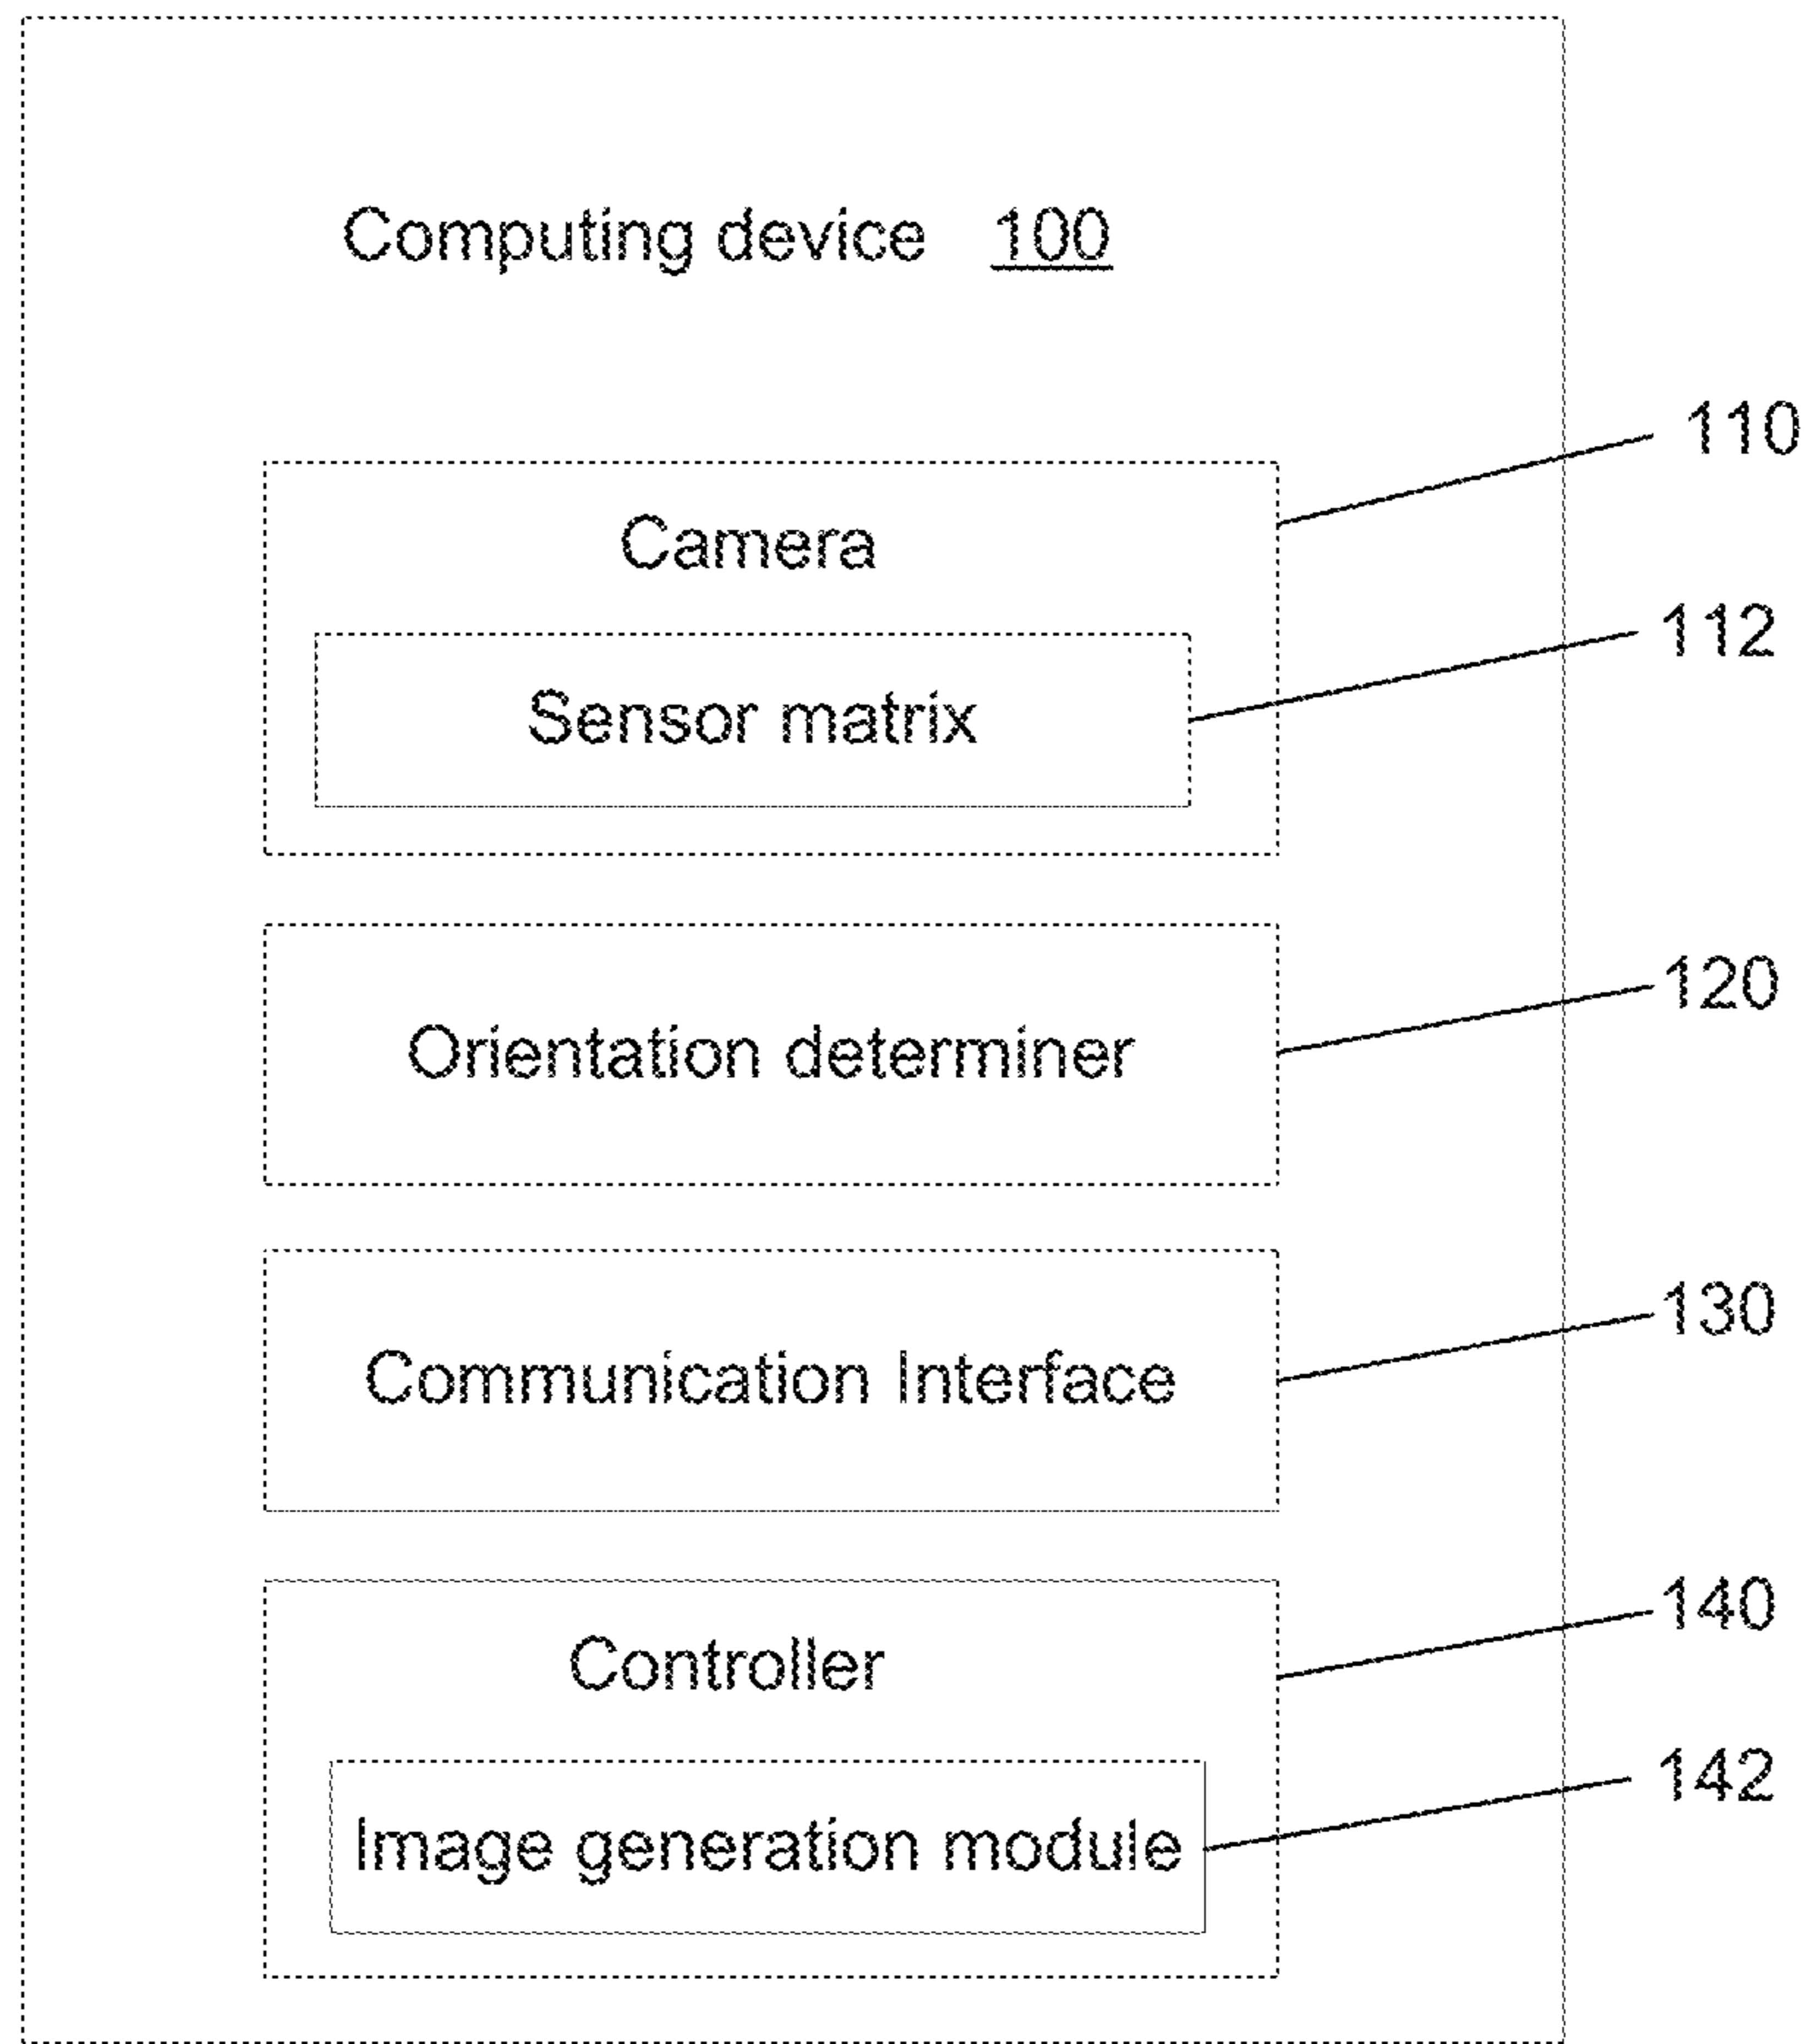 Computing device 100
110
Camera
112
Sensor matrix
120
Orientation determiner
130
Communication Interface
140
Controller
142
Image generation module